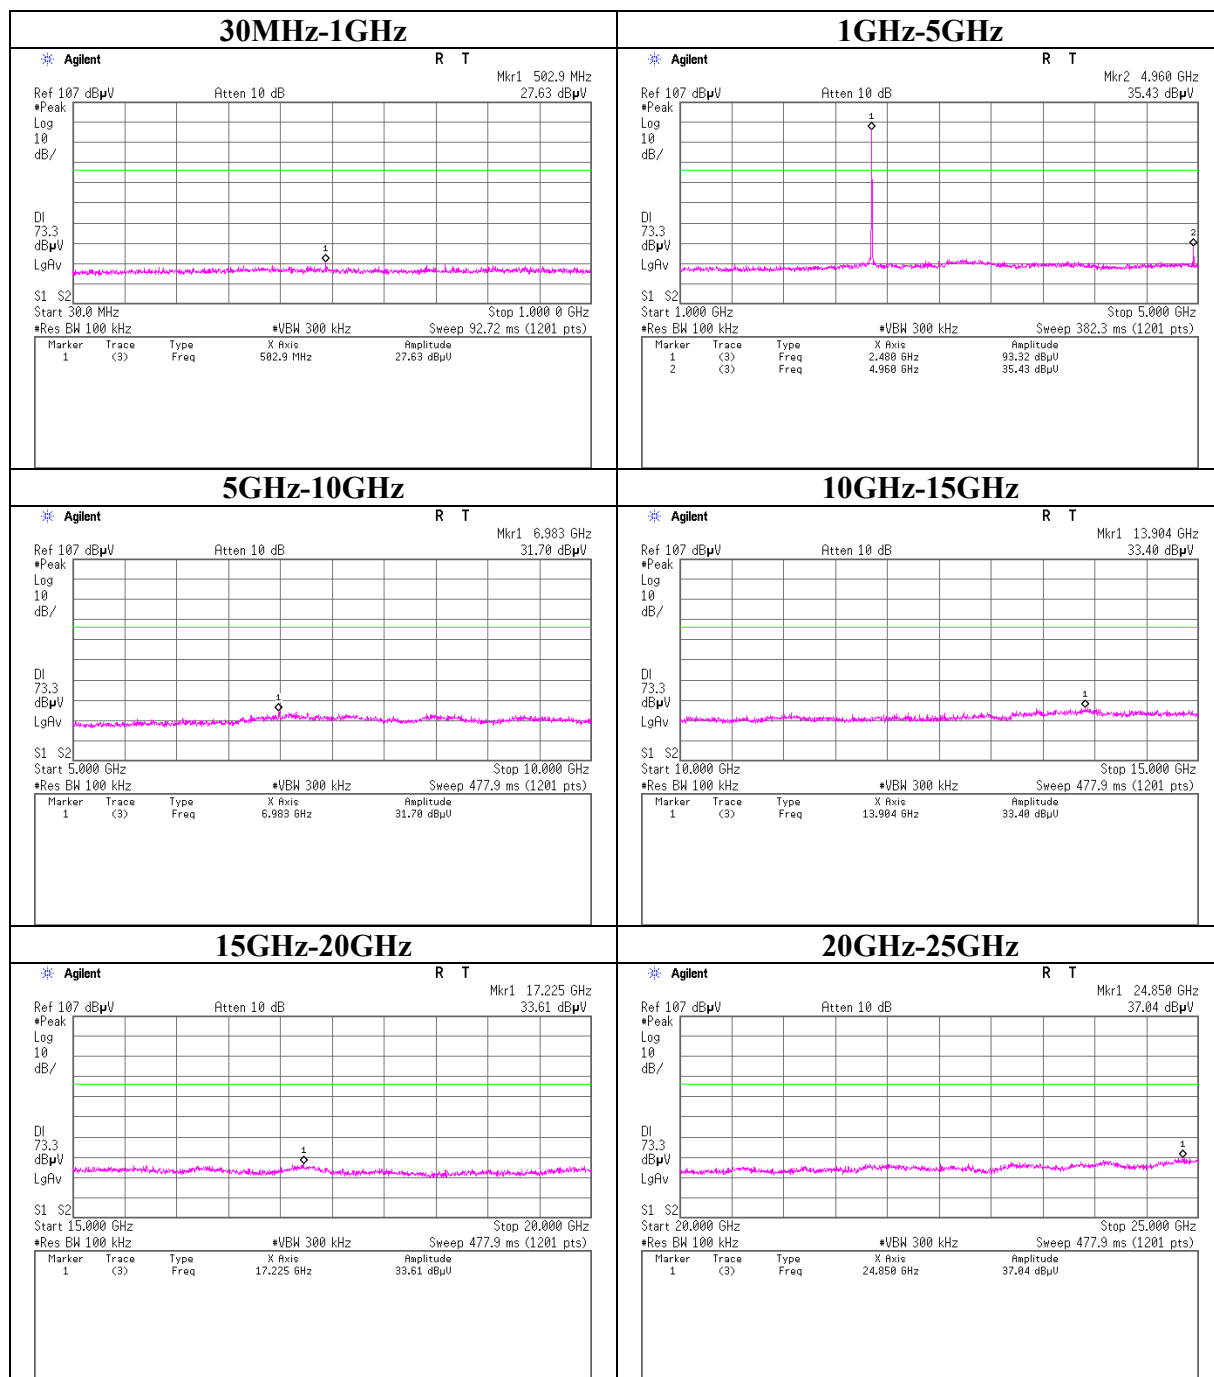 30MHz-1GHz
Agilent R T
Mkr1 502.9 MHz
Ref 107 dBµV Atten 10 dB 27.63 dBµV
#Peak
Log
10
dB/
1
DI
73.3
dBµV
LgAv
S1 S2
Start 30.0 MHz Stop 1.000 0 GHz
#Res BW 100 kHz #VBW 300 kHz Sweep 92.72 ms (1201 pts)
Marker Trace Type X Axis Amplitude
1 (3) Freq 502.9 MHz 27.63 dBµV
1GHz-5GHz
Agilent R T
Mkr2 4.960 GHz
Ref 107 dBµV Atten 10 dB 35.43 dBµV
#Peak
Log
10
dB/
1
DI
73.3
dBµV
2
LgAv
S1 S2
Start 1.000 GHz Stop 5.000 GHz
#Res BW 100 kHz #VBW 300 kHz Sweep 382.3 ms (1201 pts)
Marker Trace Type X Axis Amplitude
1 (3) Freq 2.480 GHz 93.32 dBµV
2 (3) Freq 4.960 GHz 35.43 dBµV
5GHz-10GHz
Agilent R T
Mkr1 6.983 GHz
Ref 107 dBµV Atten 10 dB 31.70 dBµV
#Peak
Log
10
dB/
DI
73.3
1
dBµV
LgAv
S1 S2
Start 5.000 GHz Stop 10.000 GHz
#Res BW 100 kHz #VBW 300 kHz Sweep 477.9 ms (1201 pts)
Marker Trace Type X Axis Amplitude
1 (3) Freq 6.983 GHz 31.70 dBµV
10GHz-15GHz
Agilent R T
Mkr1 13.904 GHz
Ref 107 dBµV Atten 10 dB 33.40 dBµV
#Peak
Log
10
dB/
DI
73.3
1
dBµV
LgAv
S1 S2
Start 10.000 GHz Stop 15.000 GHz
#Res BW 100 kHz #VBW 300 kHz Sweep 477.9 ms (1201 pts)
Marker Trace Type X Axis Amplitude
1 (3) Freq 13.904 GHz 33.40 dBµV
15GHz-20GHz
Agilent R T
Mkr1 17.225 GHz
Ref 107 dBµV Atten 10 dB 33.61 dBµV
#Peak
Log
10
dB/
DI
73.3
1
dBµV
LgAv
S1 S2
Start 15.000 GHz Stop 20.000 GHz
#Res BW 100 kHz #VBW 300 kHz Sweep 477.9 ms (1201 pts)
Marker Trace Type X Axis Amplitude
1 (3) Freq 17.225 GHz 33.61 dBµV
20GHz-25GHz
Agilent R T
Mkr1 24.850 GHz
Ref 107 dBµV Atten 10 dB 37.04 dBµV
#Peak
Log
10
dB/
DI
73.3
1
dBµV
LgAv
S1 S2
Start 20.000 GHz Stop 25.000 GHz
#Res BW 100 kHz #VBW 300 kHz Sweep 477.9 ms (1201 pts)
Marker Trace Type X Axis Amplitude
1 (3) Freq 24.850 GHz 37.04 dBµV